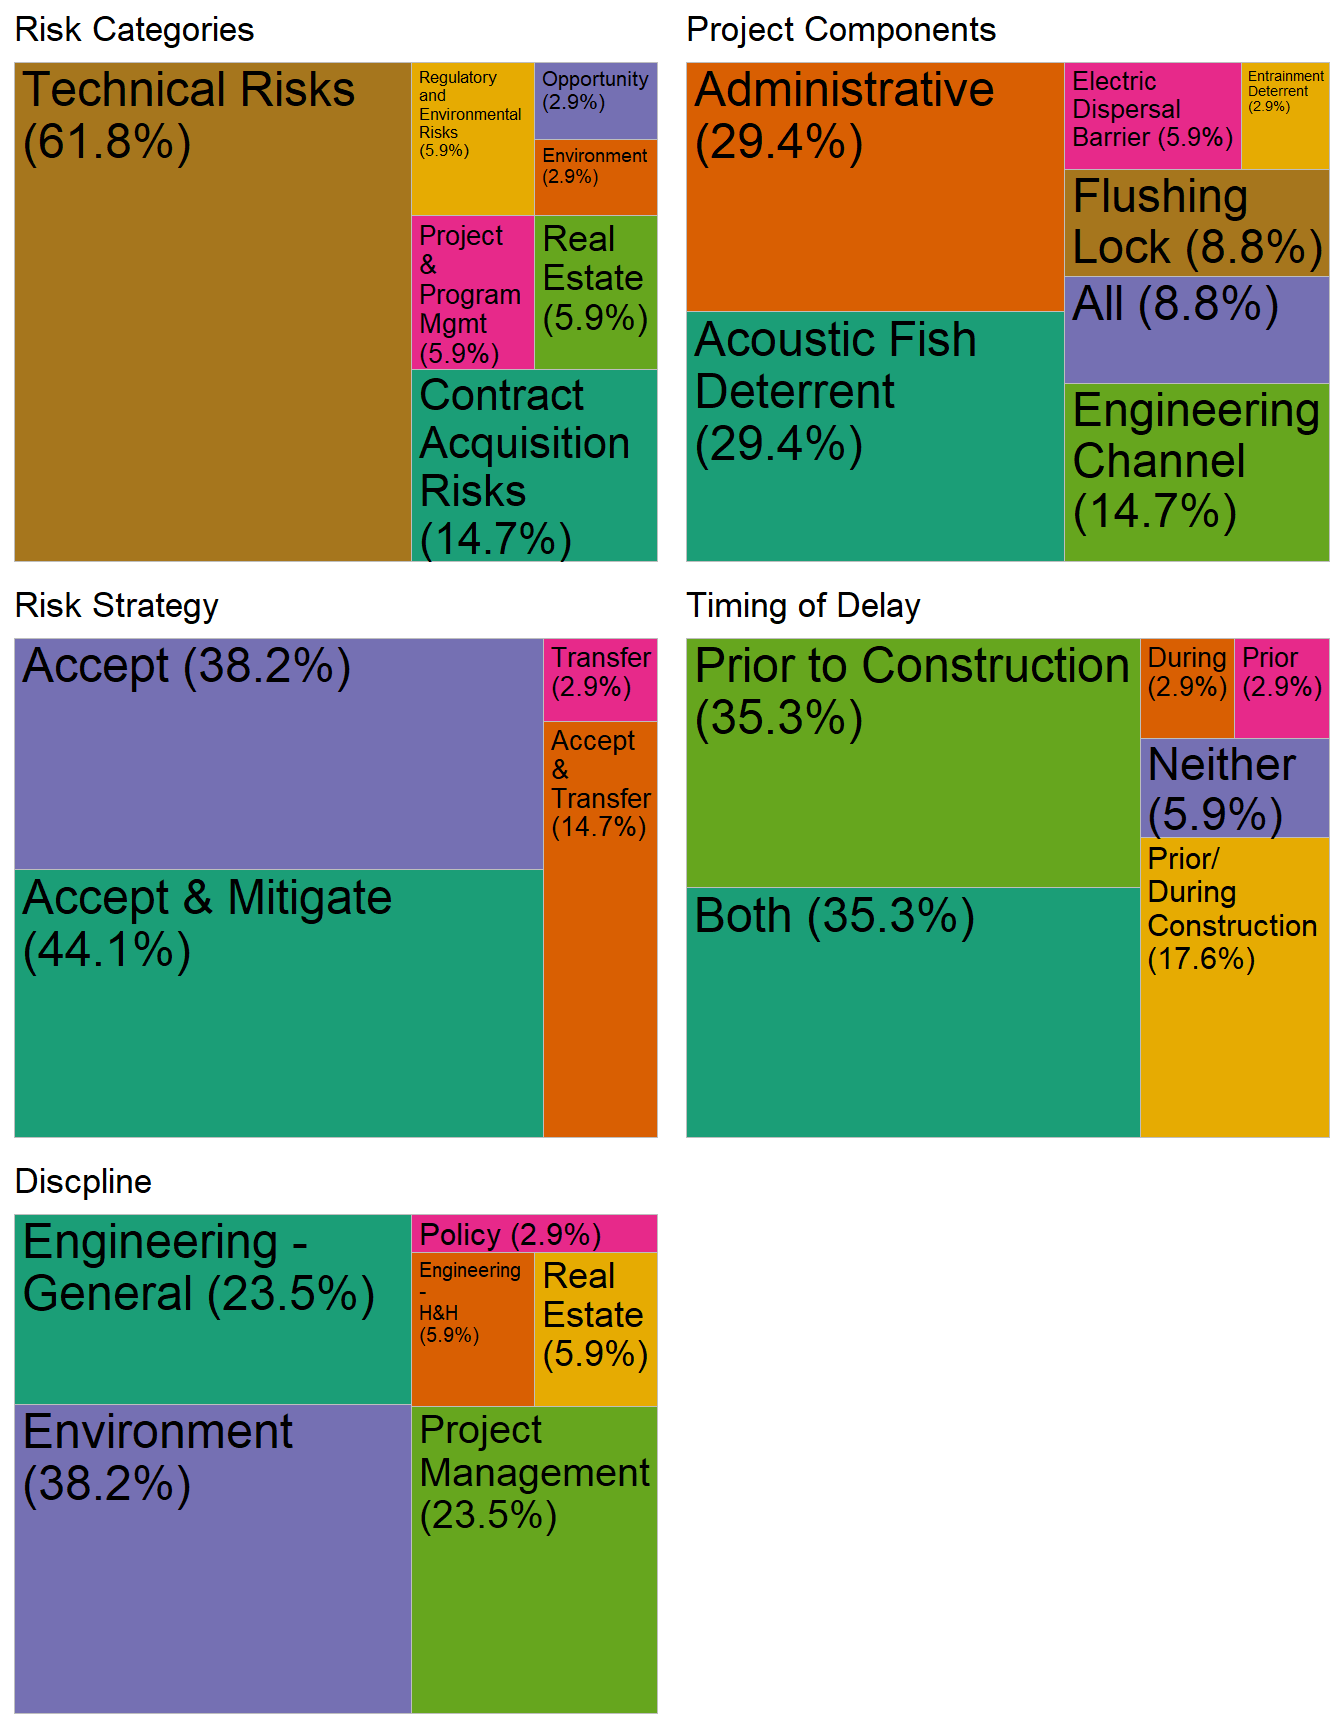 Risk Categories
Technical Risks
(61.8%)
Regulatory
and
Environmental
Risks
(5.9%)
Opportunity
(2.9%)
Environment
(2.9%)
Project
&
Program
Mgmt
(5.9%)
Real
Estate
(5.9%)
Contract
Acquisition
Risks
(14.7%)
Project Components
Administrative
(29.4%)
Electric
Dispersal
Barrier (5.9%)
Entrainment
Deterrent
(2.9%)
Flushing
Lock (8.8%)
All (8.8%)
Acoustic Fish
Deterrent
(29.4%)
Engineering
Channel
(14.7%)
Risk Strategy
Accept (38.2%)
Transfer
(2.9%)
Accept
&
Transfer
(14.7%)
Accept & Mitigate
(44.1%)
Timing of Delay
Prior to Construction
(35.3%)
During
(2.9%)
Prior
(2.9%)
Neither
(5.9%)
Prior/
During
Construction
(17.6%)
Both (35.3%)
Discpline
Engineering -
General (23.5%)
Policy (2.9%)
Engineering
-
H&H
(5.9%)
Real
Estate
(5.9%)
Environment
(38.2%)
Project
Management
(23.5%)